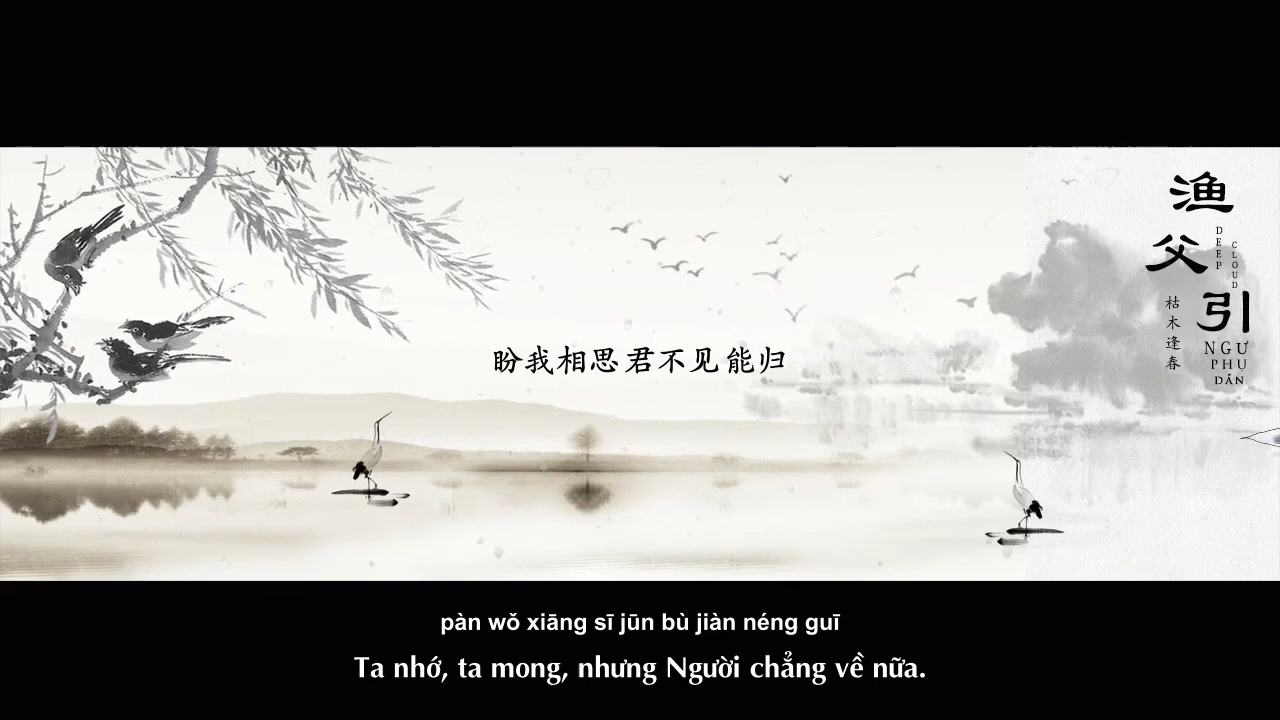 渔父引
DEEP CLOUD
枯木逢春
NGƯ
PHỤ
DẪN
盼我相思君不见能归
pàn wǒ xiāng sī jūn bù jiàn néng guī
Ta nhớ, ta mong, nhưng Người chẳng về nữa.